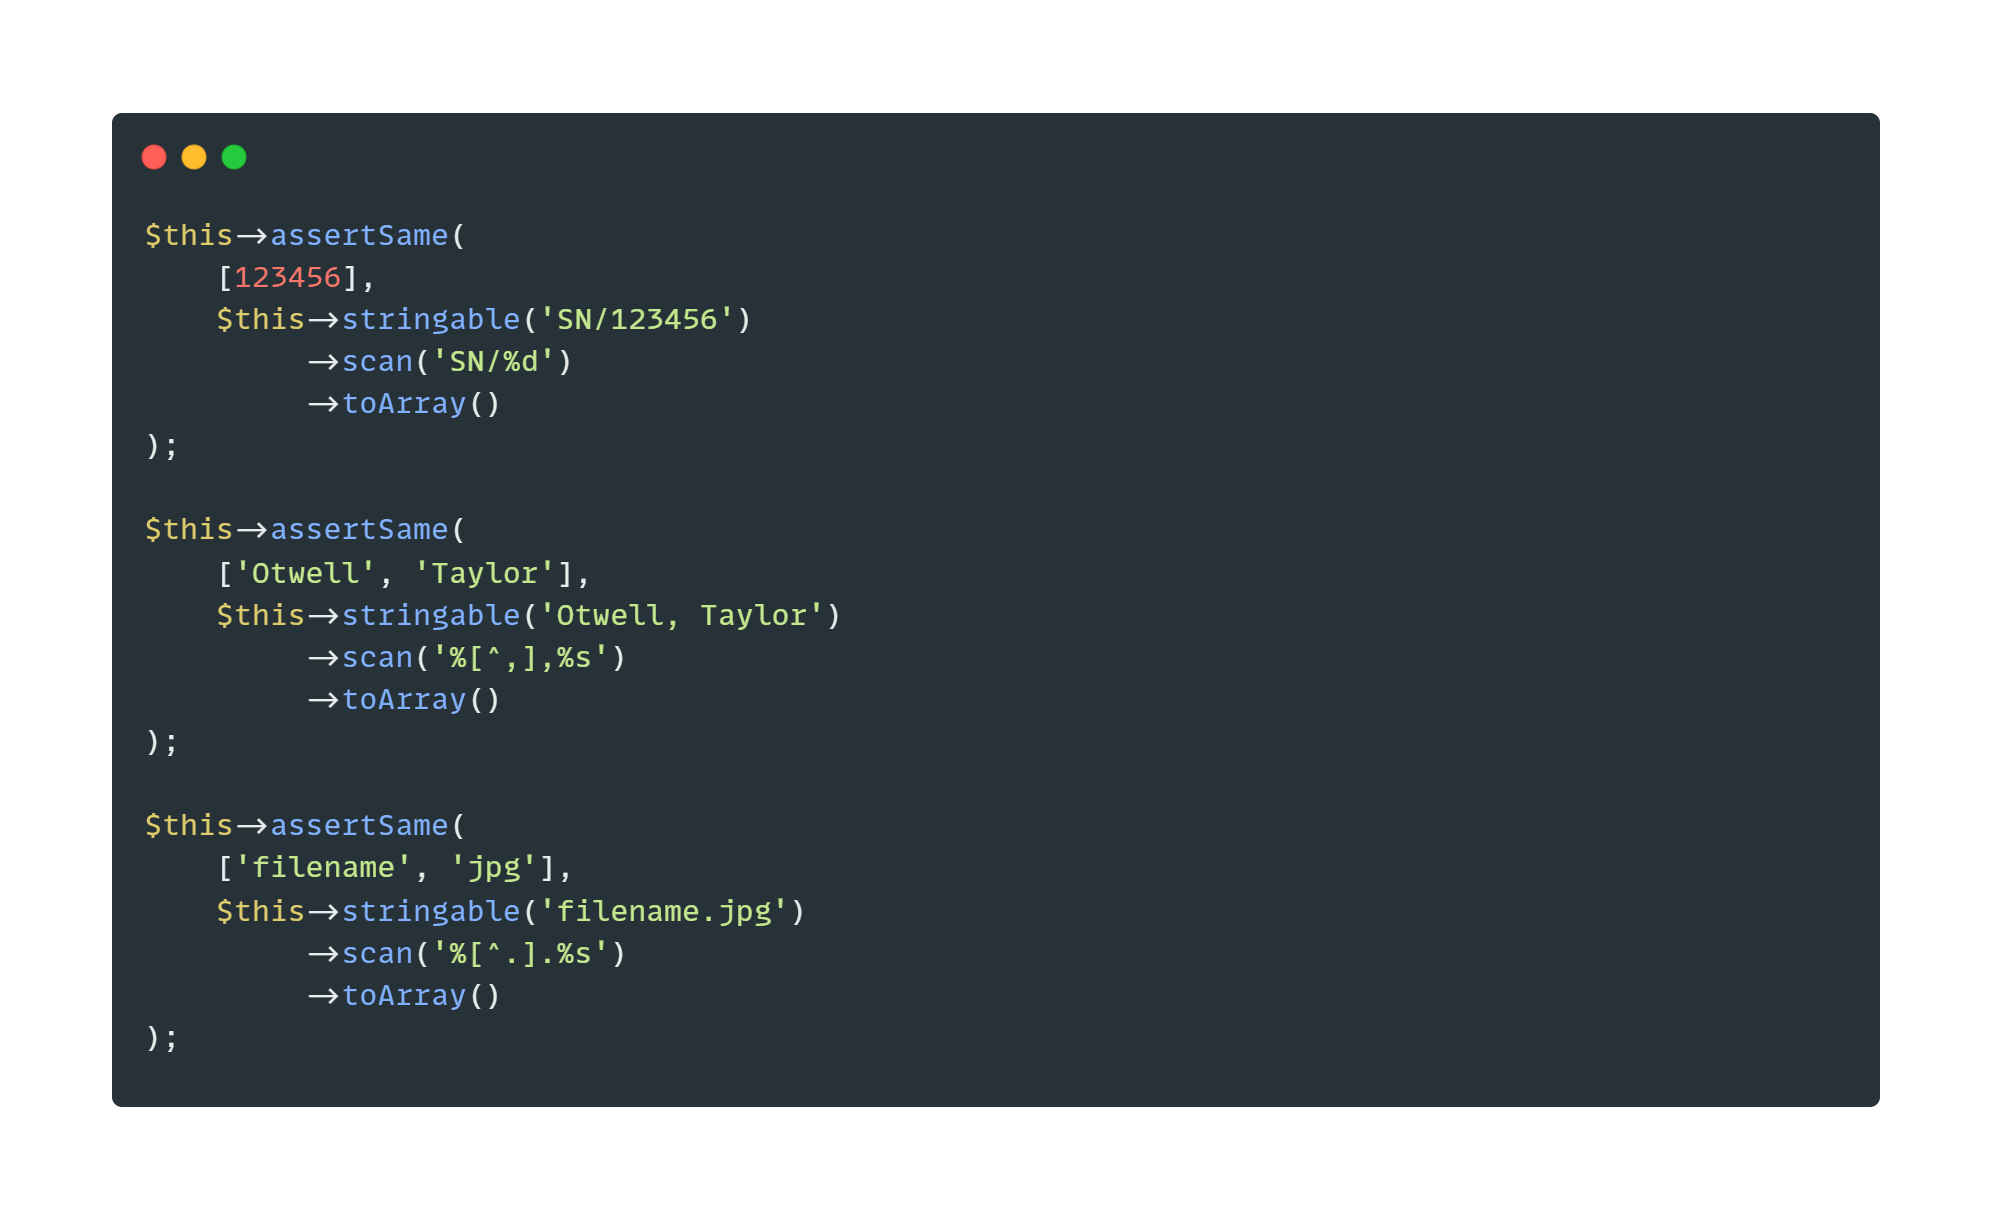 $this->assertSame(
    [123456],
    $this->stringable('SN/123456')
         ->scan('SN/%d')
         ->toArray()
);

$this->assertSame(
    ['Otwell', 'Taylor'],
    $this->stringable('Otwell, Taylor')
         ->scan('%[^,],%s')
         ->toArray()
);

$this->assertSame(
    ['filename', 'jpg'],
    $this->stringable('filename.jpg')
         ->scan('%[^.].%s')
         ->toArray()
);